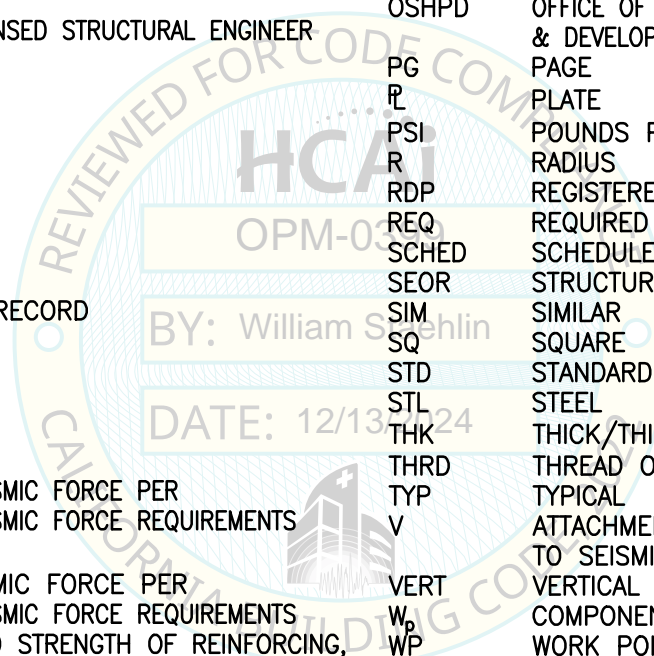 NSED STRUCTURAL ENGINEER
RECORD
SMIC FORCE PER
SMIC FORCE REQUIREMENTS
MIC FORCE PER
SMIC FORCE REQUIREMENTS
STRENGTH OF REINFORCING,
OSHPD OFFICE OF
& DEVELOP
PG PAGE
PL PLATE
PSI POUNDS
R RADIUS
RDP REGISTERE
REQ REQUIRED
SCHED SCHEDULE
SEOR STRUCTUR
SIM SIMILAR
SQ SQUARE
STD STANDARD
STL STEEL
THK THICK/THI
THRD THREAD O
TYP TYPICAL
V ATTACHME
TO SEISMI
VERT VERTICAL
Wp COMPONEN
WP WORK POI
REVIEWED FOR CODE COMPLIANCE
HCAi
OPM-0399
BY: William Staehlin
DATE: 12/13/2024
CALIFORNIA BUILDING CODE 2022